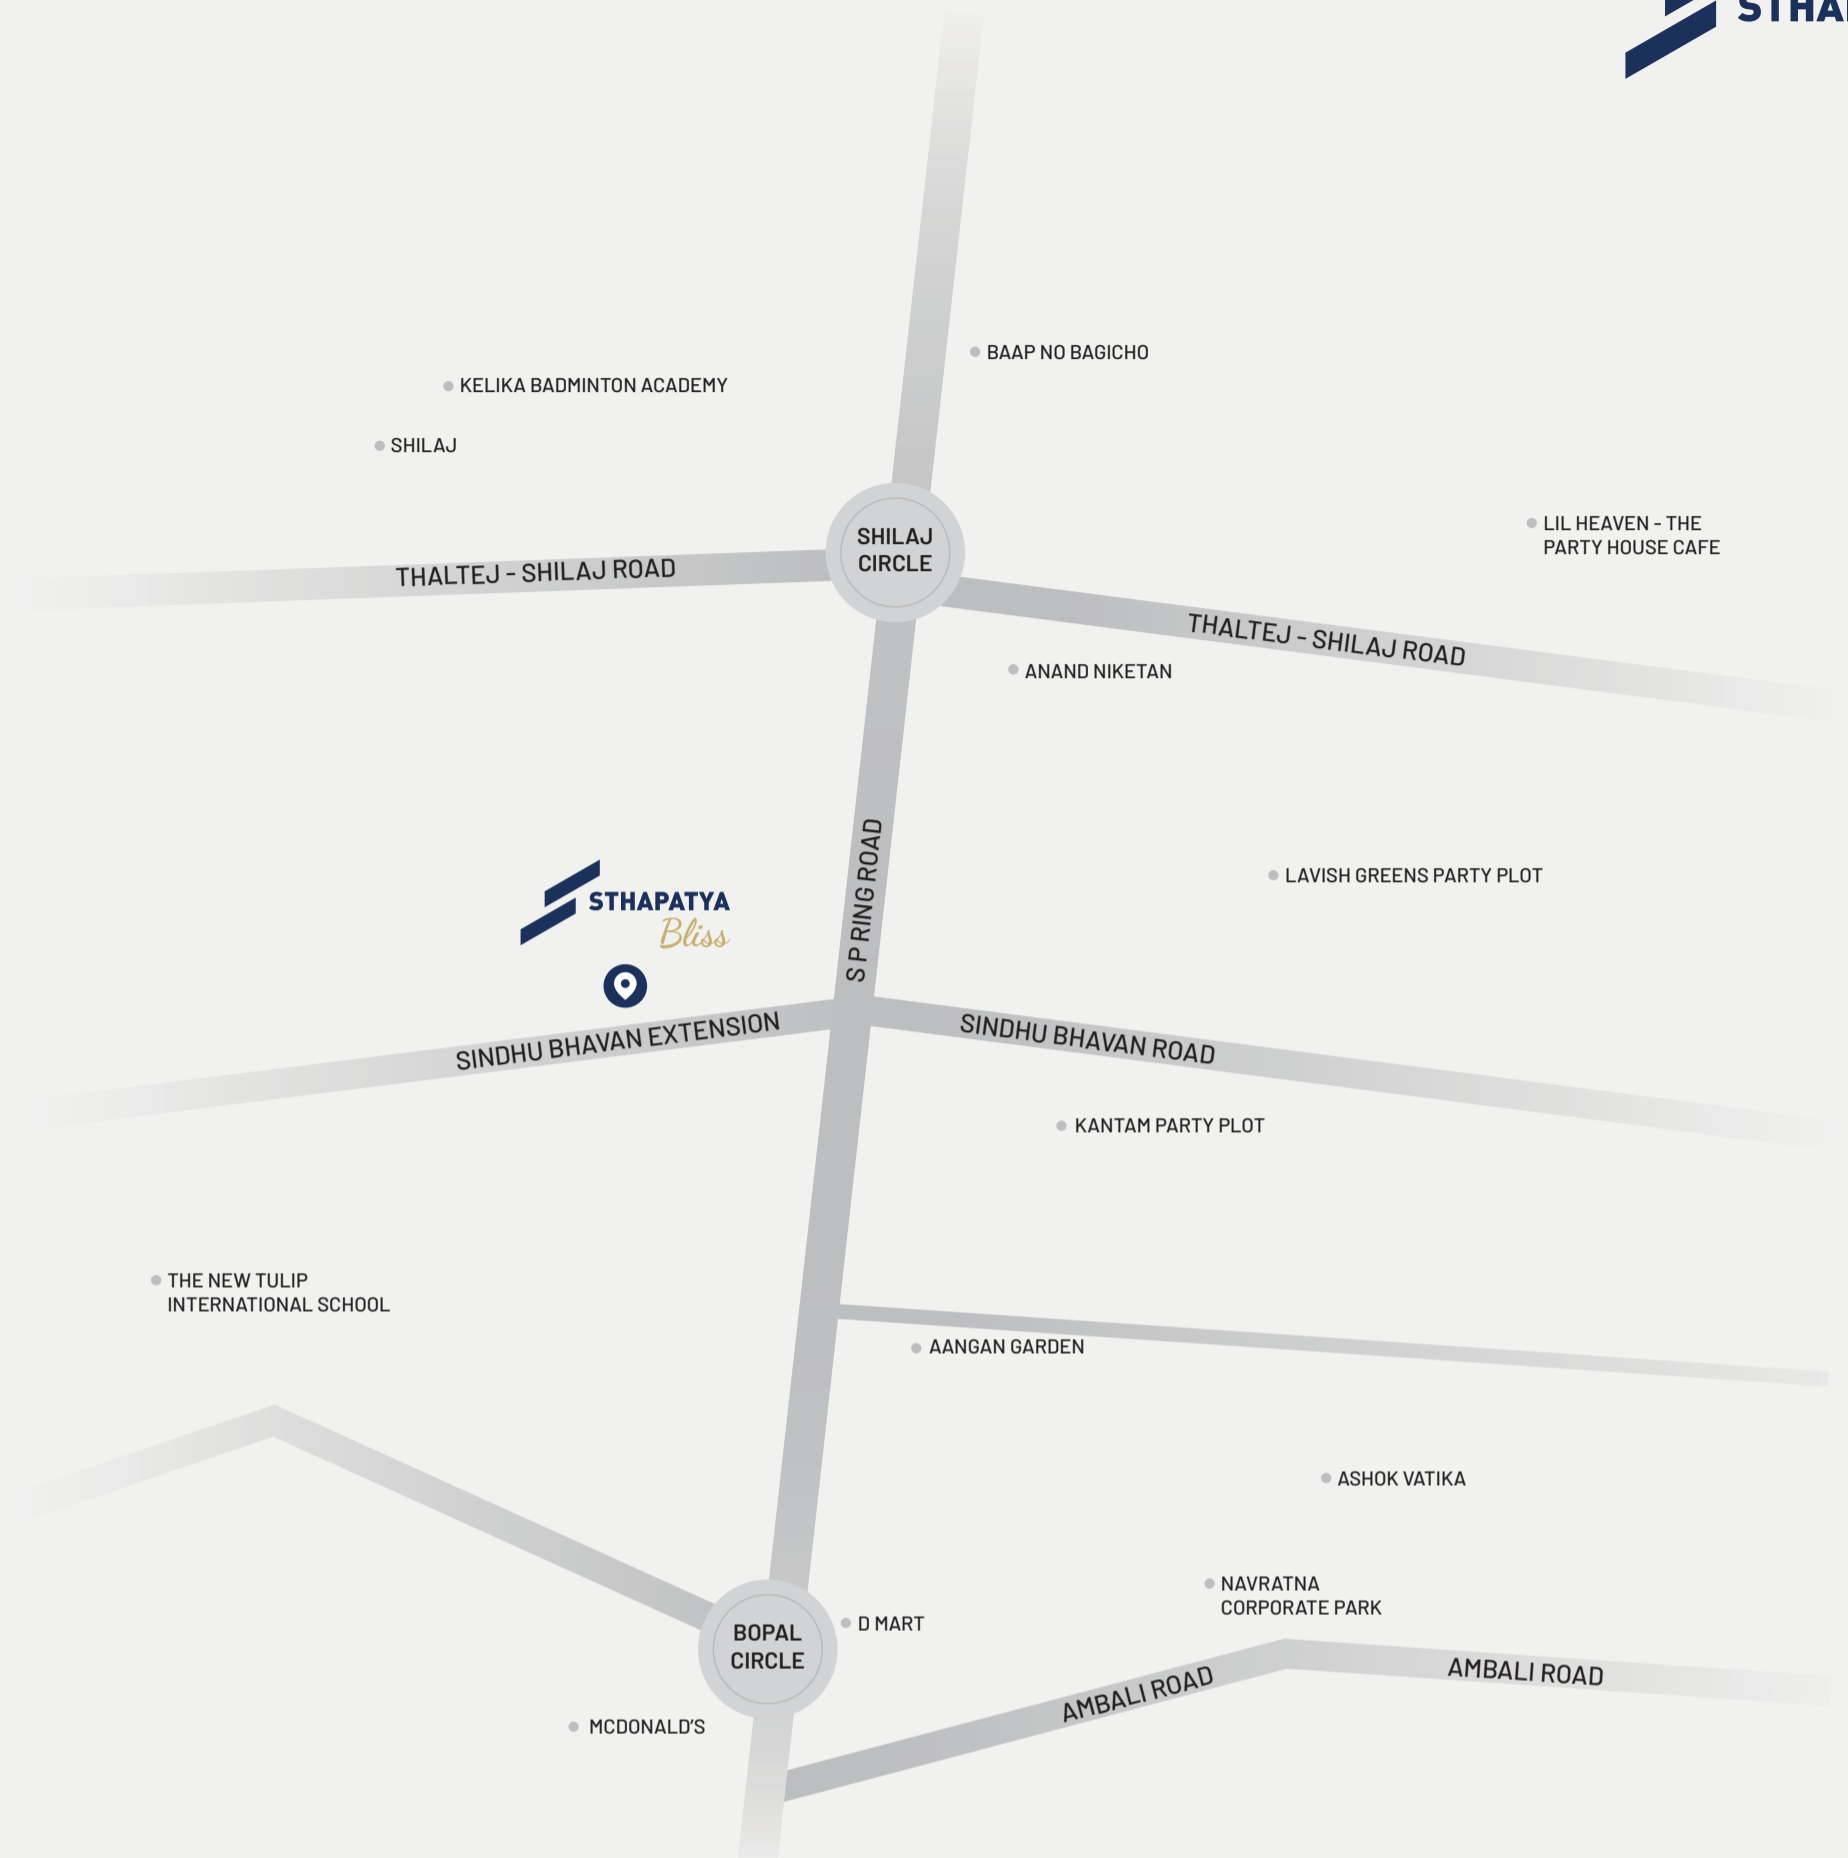 STHA
BAAP NO BAGICHO
KELIKA BADMINTON ACADEMY
SHILAJ
LIL HEAVEN - THE
PARTY HOUSE CAFE
SHILAJ
CIRCLE
THALTEJ - SHILAJ ROAD
THALTEJ - SHILAJ ROAD
ANAND NIKETAN
SPRING ROAD
LAVISH GREENS PARTY PLOT
STHAPATYA
Bliss
SINDHU BHAVAN EXTENSION
SINDHU BHAVAN ROAD
KANTAM PARTY PLOT
THE NEW TULIP
INTERNATIONAL SCHOOL
AANGAN GARDEN
ASHOK VATIKA
NAVRATNA
CORPORATE PARK
D MART
BOPAL
CIRCLE
AMBALI ROAD
AMBALI ROAD
MCDONALD'S